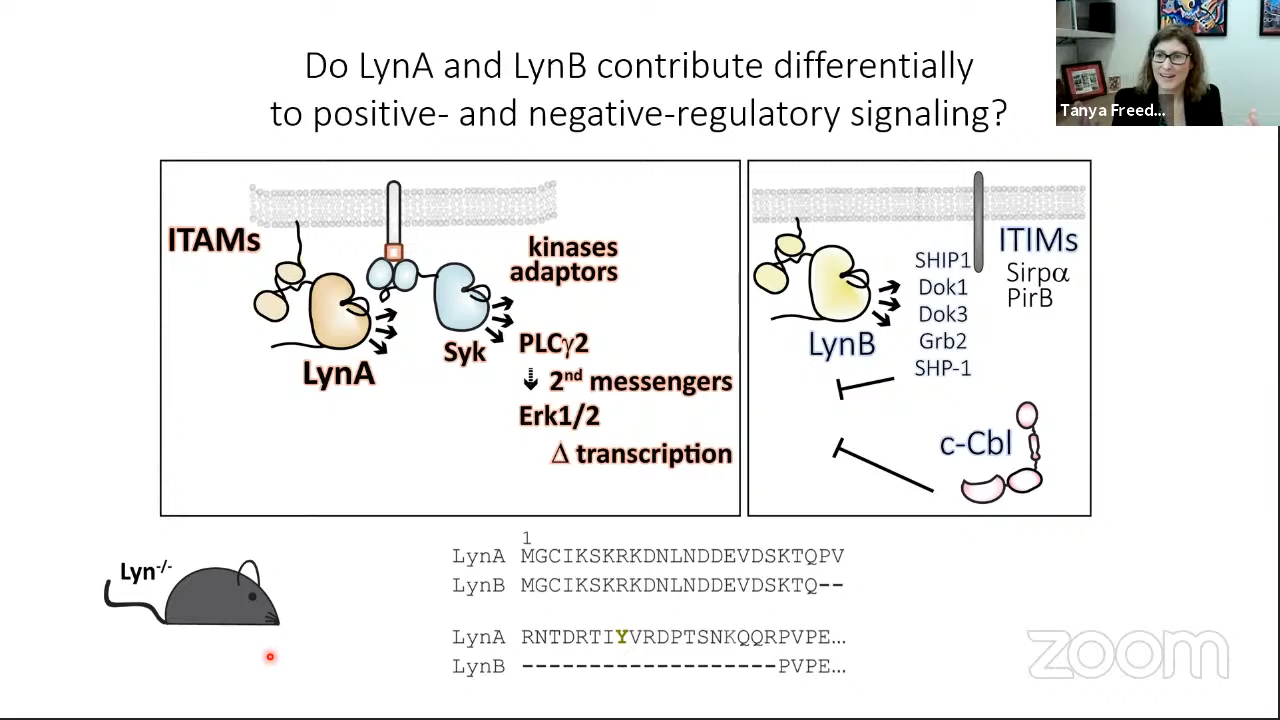 Do LynA and LynB contribute differentially
to positive- and negative-regulatory signaling?
Tanya Freed...
ITAMs
kinases
adaptors
LynA
Syk
PLCγ2
2nd messengers
Erk1/2
Δ transcription
ITIMs
Sirpα
PirB
SHIP1
Dok1
Dok3
Grb2
SHP-1
LynB
c-Cbl
Lyn-/-
1
LynA MGCIKSKRKDNLNDDEVDSKTQPV
LynB MGCIKSKRKDNLNDDEVDSKTQ--
LynA RNTDRTIYVRDPTSNKQQRPVPE...
LynB --------------------PVPE...
zoom